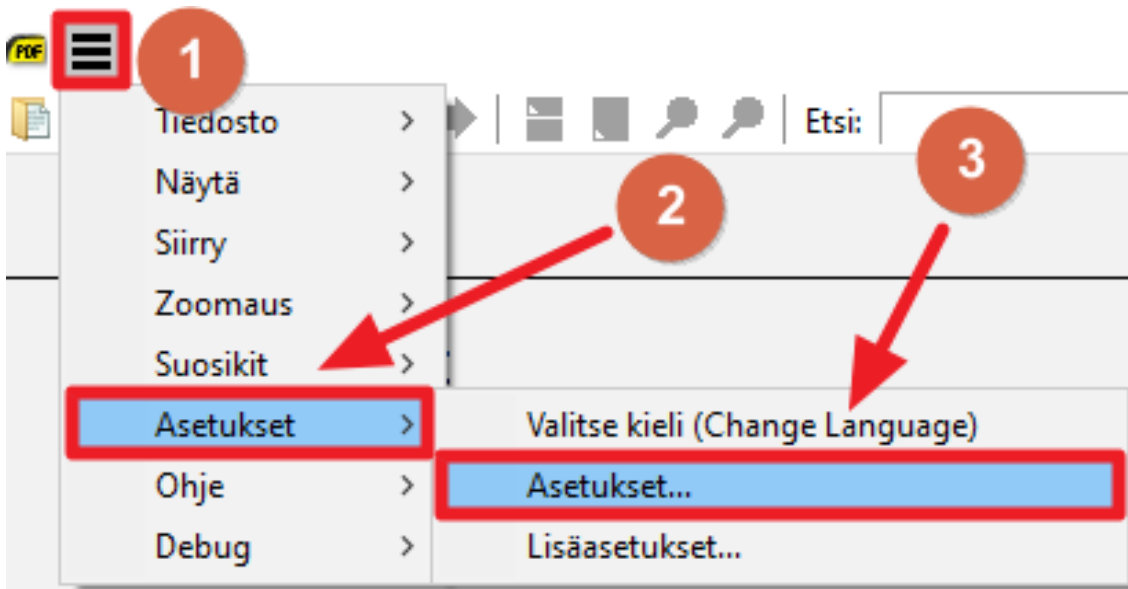 PDF
1
Tiedosto
Etsi:
Näytä
3
2
Siirry
Zoomaus
Suosikit
Asetukset
Valitse kieli (Change Language)
Ohje
Asetukset...
Debug
Lisäasetukset...